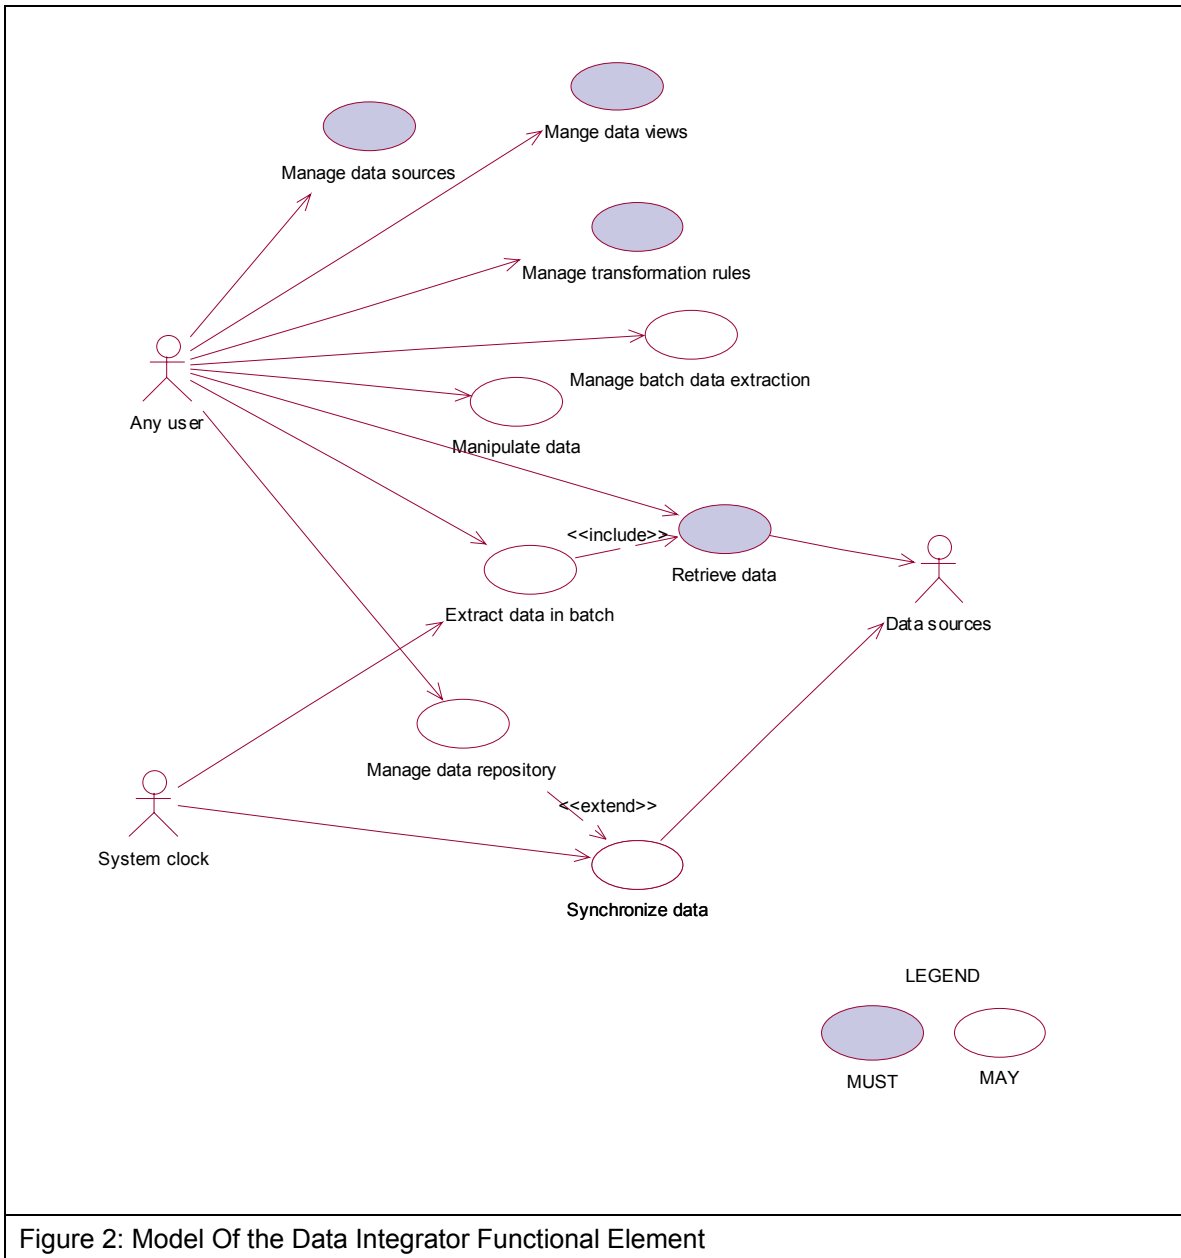 Mange data views
Manage data sources
Manage transformation rules
Manage batch data extraction
Any user
Manipulate data
<<include>>
Retrieve data
Extract data in batch
Data sources
Manage data repository
<<extend>>
System clock
Synchronize data
LEGEND
MUST
MAY
Figure 2: Model Of the Data Integrator Functional Element